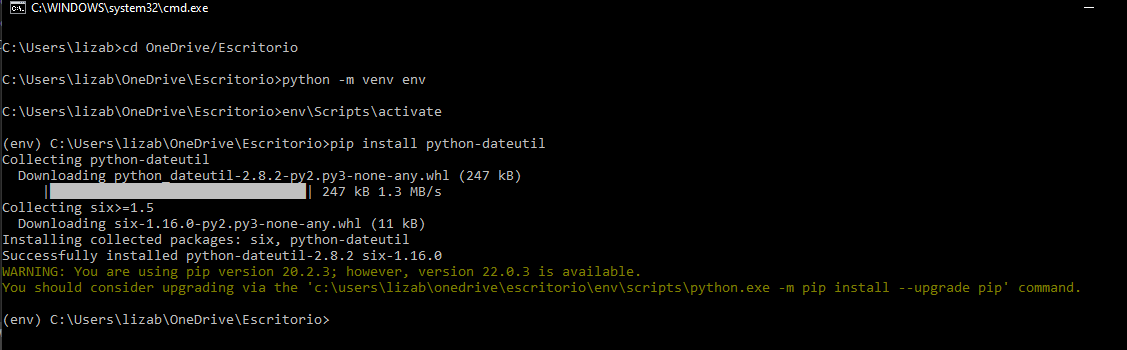 C:\WINDOWS\system32\cmd.exe
C:\Users\lizab>cd OneDrive/Escritorio
C:\Users\lizab\OneDrive\Escritorio>python -m venv env
C:\Users\lizab\OneDrive\Escritorio>env\Scripts\activate
(env) C:\Users\lizab\OneDrive\Escritorio>pip install python-dateutil
Collecting python-dateutil
  Downloading python_dateutil-2.8.2-py2.py3-none-any.whl (247 kB)
     |████████████████████████████████| 247 kB 1.3 MB/s
Collecting six>=1.5
  Downloading six-1.16.0-py2.py3-none-any.whl (11 kB)
Installing collected packages: six, python-dateutil
Successfully installed python-dateutil-2.8.2 six-1.16.0
WARNING: You are using pip version 20.2.3; however, version 22.0.3 is available.
You should consider upgrading via the 'c:\users\lizab\onedrive\escritorio\env\scripts\python.exe -m pip install --upgrade pip' command.
(env) C:\Users\lizab\OneDrive\Escritorio>